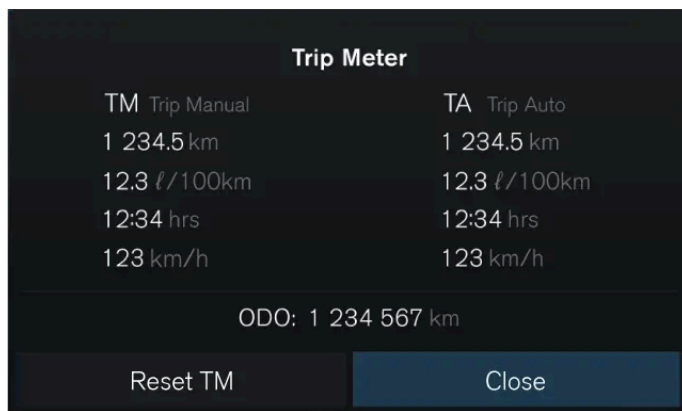 Trip Meter
TM Trip Manual
1 234.5 km
12.3 ℓ/100km
12:34 hrs
123 km/h
TA Trip Auto
1 234.5 km
12.3 ℓ/100km
12:34 hrs
123 km/h
ODO: 1 234 567 km
Reset TM
Close